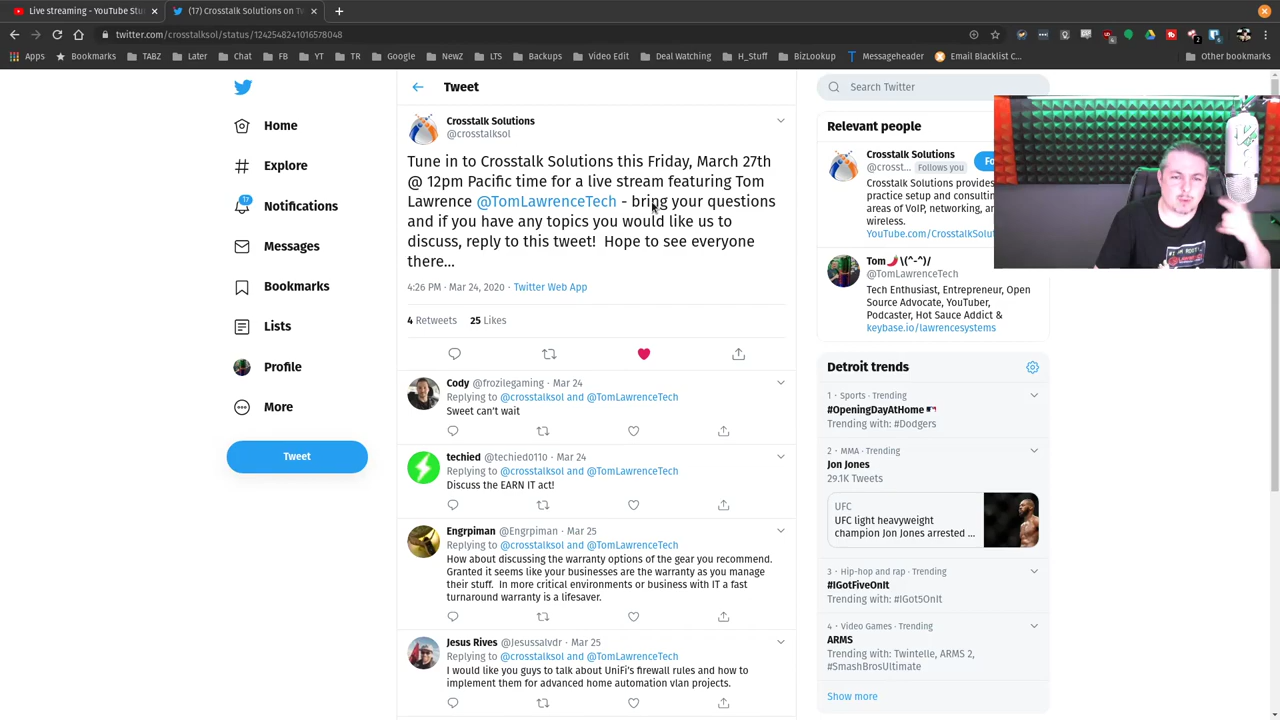 Live streaming - YouTube Stu
(17) Crosstalk Solutions on Tw
twitter.com/crosstalksol/status/1242548241016578048
Apps
Bookmarks
TABZ
Later
Chat
FB
YT
TR
Google
NewZ
LTS
Backups
Video Edit
Deal Watching
H_Stuff
BizLookup
Messageheader
Email Blacklist C...
Other bookmarks
Home
Explore
17
Notifications
Messages
Bookmarks
Lists
Profile
More
Tweet
Tweet
Crosstalk Solutions
@crosstalksol
Tune in to Crosstalk Solutions this Friday, March 27th
@ 12pm Pacific time for a live stream featuring Tom
Lawrence @TomLawrenceTech - bring your questions
and if you have any topics you would like us to
discuss, reply to this tweet! Hope to see everyone
there...
4:26 PM · Mar 24, 2020 · Twitter Web App
4 Retweets 25 Likes
Cody @frozilegaming · Mar 24
Replying to @crosstalksol and @TomLawrenceTech
Sweet can't wait
techied @techied0110 · Mar 24
Replying to @crosstalksol and @TomLawrenceTech
Discuss the EARN IT act!
Engrpiman @Engrpiman · Mar 25
Replying to @crosstalksol and @TomLawrenceTech
How about discussing the warranty options of the gear you recommend.
Granted it seems like your businesses are the warranty as you manage
their stuff. In more critical environments or business with IT a fast
turnaround warranty is a lifesaver.
Jesus Rives @Jesussalvdr · Mar 25
Replying to @crosstalksol and @TomLawrenceTech
I would like you guys to talk about UniFi's firewall rules and how to
implement them for advanced home automation vlan projects.
Search Twitter
Relevant people
Crosstalk Solutions
@crosst... Follows you
Fo
Crosstalk Solutions provides
practice setup and consulting
areas of VoIP, networking, an
wireless.
YouTube.com/CrosstalkSolut
Tom🌶️\(^-^)/
@TomLawrenceTech
Tech Enthusiast, Entrepreneur, Open
Source Advocate, YouTuber,
Podcaster, Hot Sauce Addict &
keybase.io/lawrencesystems
Detroit trends
1 · Sports · Trending
#OpeningDayAtHome
Trending with: #Dodgers
2 · MMA · Trending
Jon Jones
29.1K Tweets
UFC
UFC light heavyweight
champion Jon Jones arrested ...
3 · Hip-hop and rap · Trending
#IGotFiveOnIt
Trending with: #IGot5OnIt
4 · Video Games · Trending
ARMS
Trending with: Twintelle, ARMS 2,
#SmashBrosUltimate
Show more